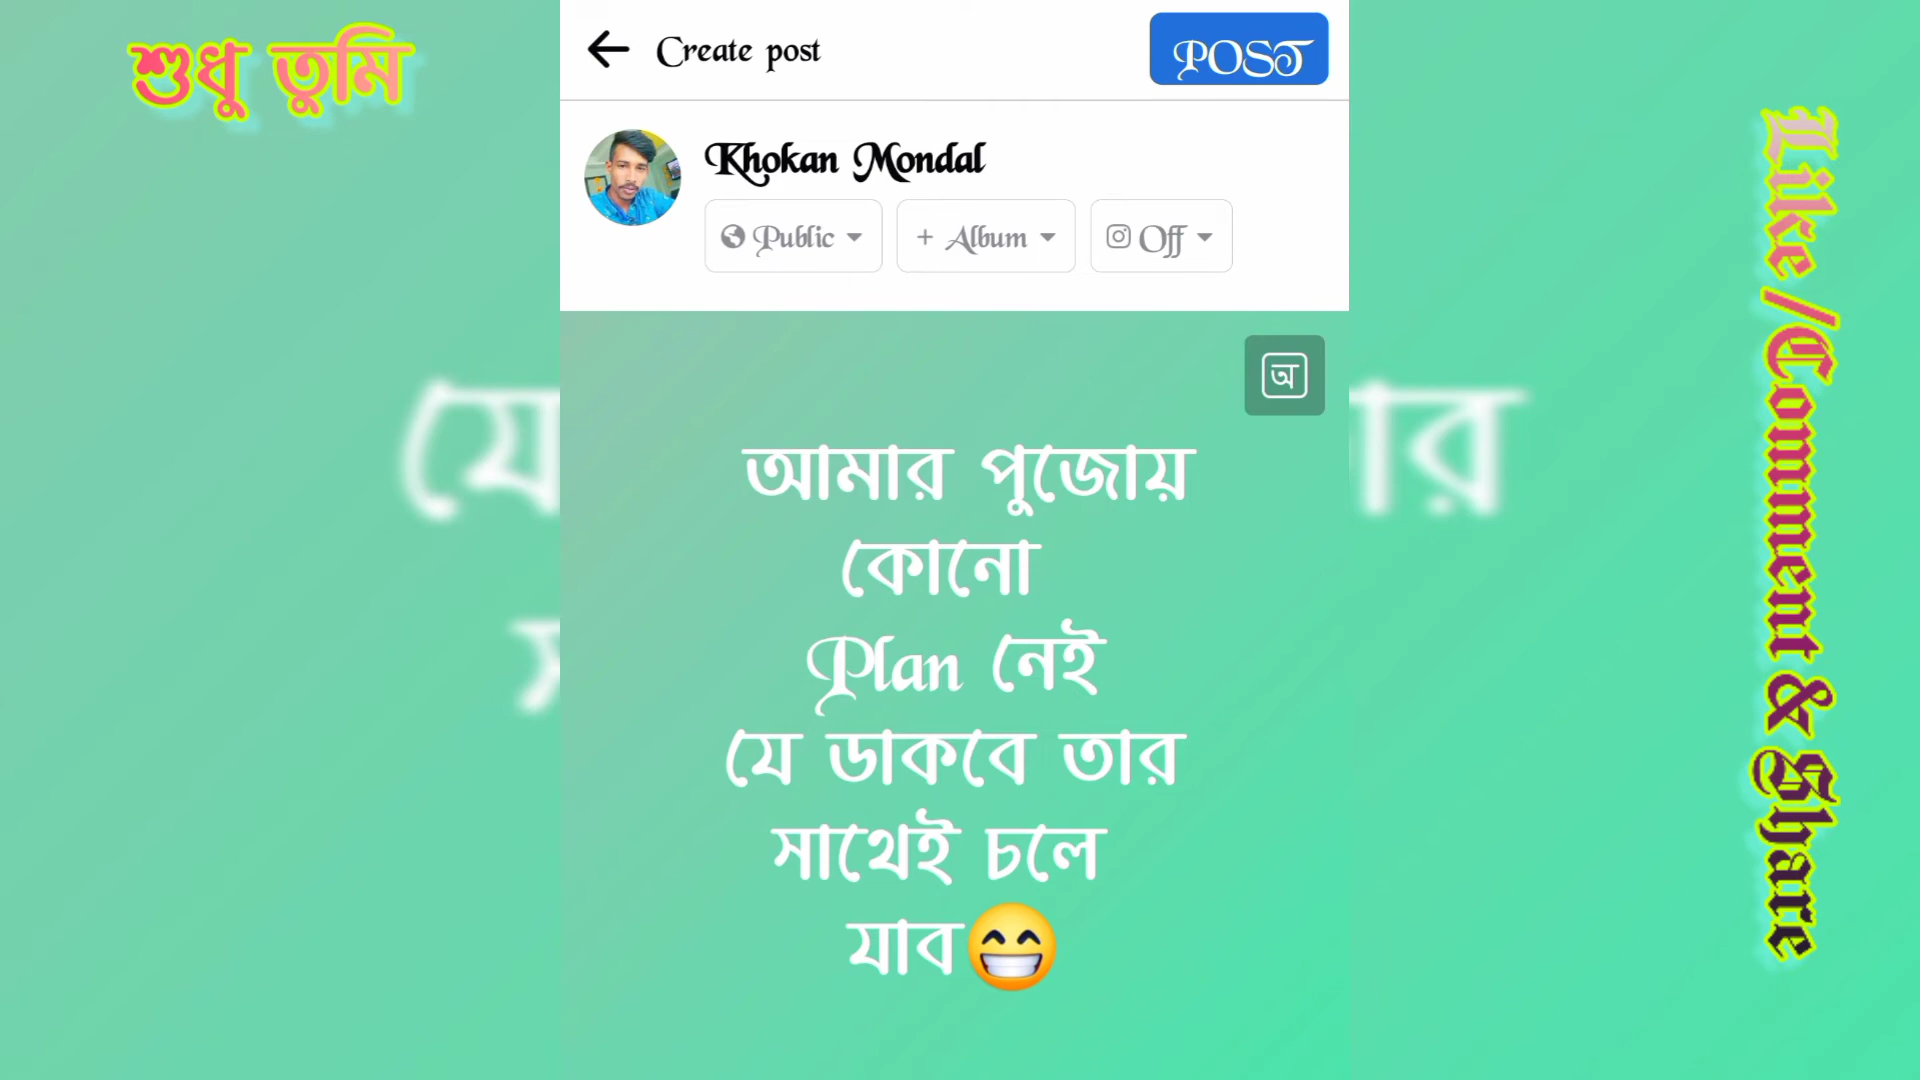 শুধু তুমি
Create post
POST
Khokan Mondal
Public
+ Album
Off
অ
আমার পুজোয়
কোনো
Plan নেই
যে ডাকবে তার
সাথেই চলে
যাব😁
Like / Comment & Share
যে
ার
স